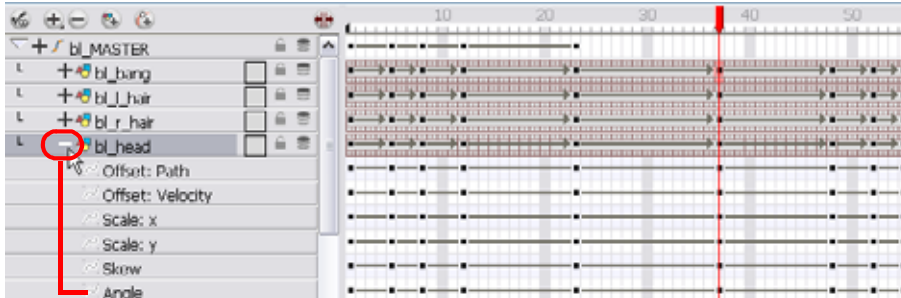 10 20 30 40 50
bl_MASTER
bl_bang
bl_l_hair
bl_r_hair
bl_head
Offset: Path
Offset: Velocity
Scale: x
Scale: y
Skew
Angle